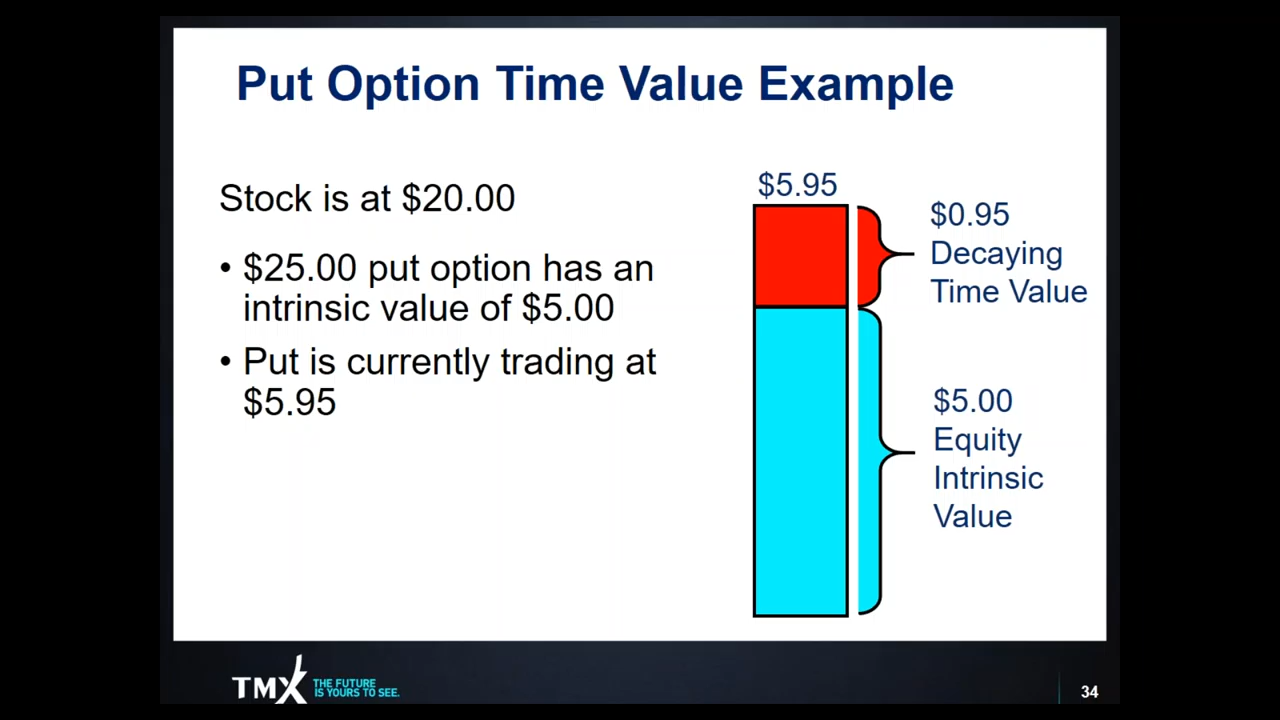 Put Option Time Value Example
Stock is at $20.00
• $25.00 put option has an
intrinsic value of $5.00
• Put is currently trading at
$5.95
$5.95
$0.95
Decaying
Time Value
$5.00
Equity
Intrinsic
Value
TMX
THE FUTURE
IS YOURS TO SEE.
34